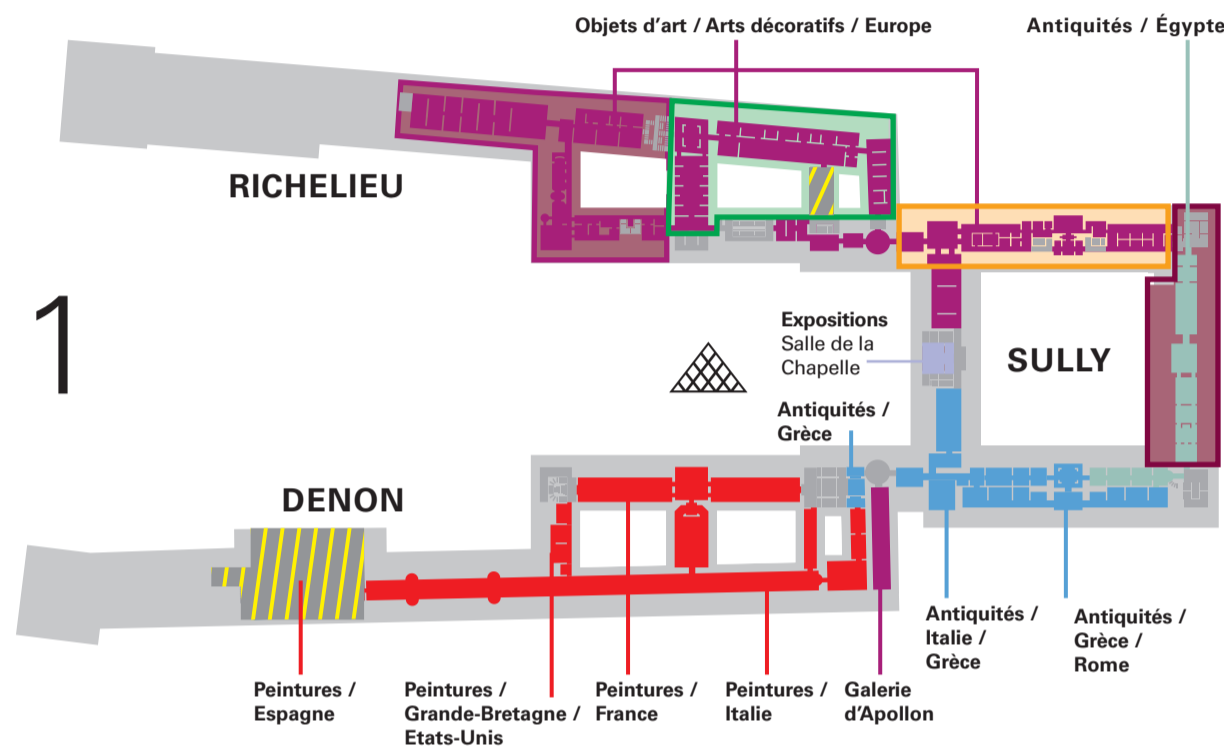 Objets d'art / Arts décoratifs / Europe
Antiquités / Égypte
RICHELIEU
1
Expositions
Salle de la
Chapelle
SULLY
Antiquités /
Grèce
DENON
Antiquités /
Italie /
Grèce
Antiquités /
Grèce /
Rome
Peintures /
Espagne
Peintures /
Grande-Bretagne /
Etats-Unis
Peintures /
France
Peintures /
Italie
Galerie
d'Apollon